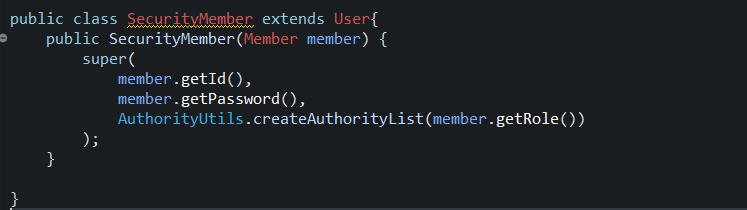 public class SecurityMember extends User{
    public SecurityMember(Member member) {
        super(
            member.getId(),
            member.getPassword(),
            AuthorityUtils.createAuthorityList(member.getRole())
        );
    }
}